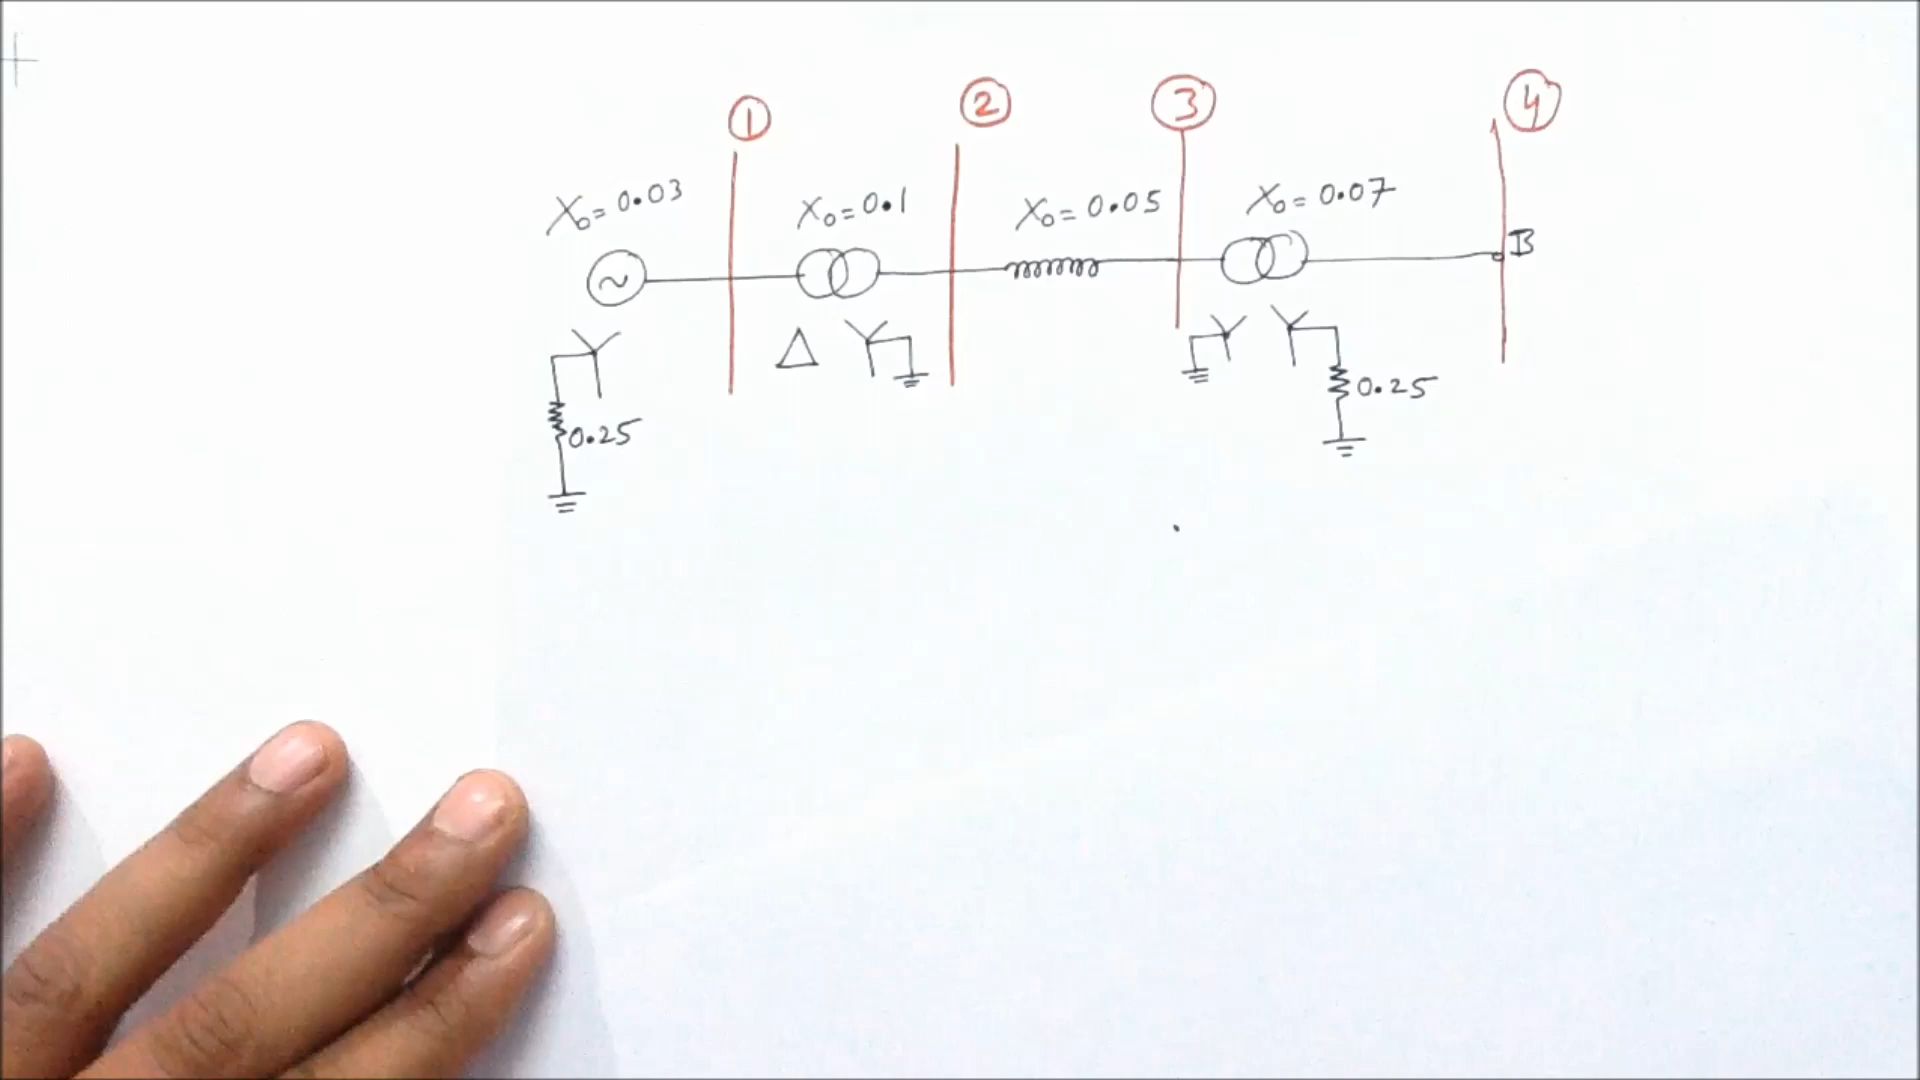 1 2 3 4
X₀ = 0.03 X₀ = 0.1 X₀ = 0.05 X₀ = 0.07
~ B
Δ
0.25 0.25